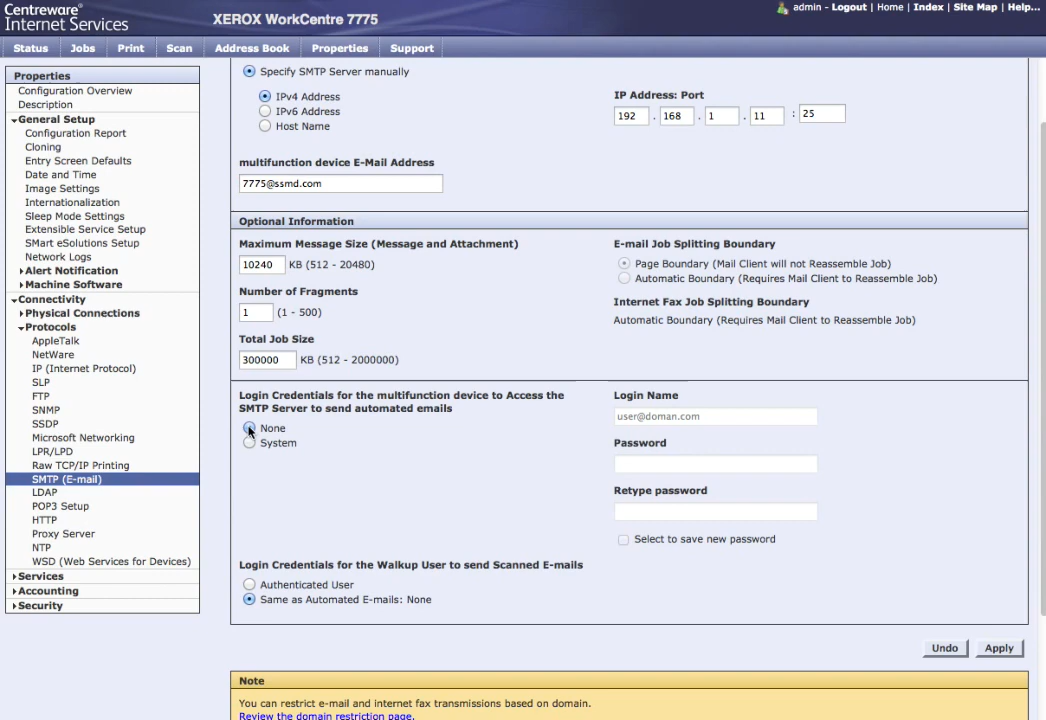 Centreware®
Internet Services
XEROX WorkCentre 7775
admin - Logout | Home | Index | Site Map | Help...
Status
Jobs
Print
Scan
Address Book
Properties
Support
Properties
Configuration Overview
Description
General Setup
Configuration Report
Cloning
Entry Screen Defaults
Date and Time
Image Settings
Internationalization
Sleep Mode Settings
Extensible Service Setup
SMart eSolutions Setup
Network Logs
Alert Notification
Machine Software
Connectivity
Physical Connections
Protocols
AppleTalk
NetWare
IP (Internet Protocol)
SLP
FTP
SNMP
SSDP
Microsoft Networking
LPR/LPD
Raw TCP/IP Printing
SMTP (E-mail)
LDAP
POP3 Setup
HTTP
Proxy Server
NTP
WSD (Web Services for Devices)
Services
Accounting
Security
Specify SMTP Server manually
IPv4 Address
IPv6 Address
Host Name
IP Address: Port
192 . 168 . 1 . 11 : 25
multifunction device E-Mail Address
7775@ssmd.com
Optional Information
Maximum Message Size (Message and Attachment)
10240 KB (512 - 20480)
Number of Fragments
1 (1 - 500)
Total Job Size
300000 KB (512 - 2000000)
E-mail Job Splitting Boundary
Page Boundary (Mail Client will not Reassemble Job)
Automatic Boundary (Requires Mail Client to Reassemble Job)
Internet Fax Job Splitting Boundary
Automatic Boundary (Requires Mail Client to Reassemble Job)
Login Credentials for the multifunction device to Access the
SMTP Server to send automated emails
None
System
Login Name
user@doman.com
Password
Retype password
Select to save new password
Login Credentials for the Walkup User to send Scanned E-mails
Authenticated User
Same as Automated E-mails: None
Undo
Apply
Note
You can restrict e-mail and internet fax transmissions based on domain.
Review the domain restriction page.